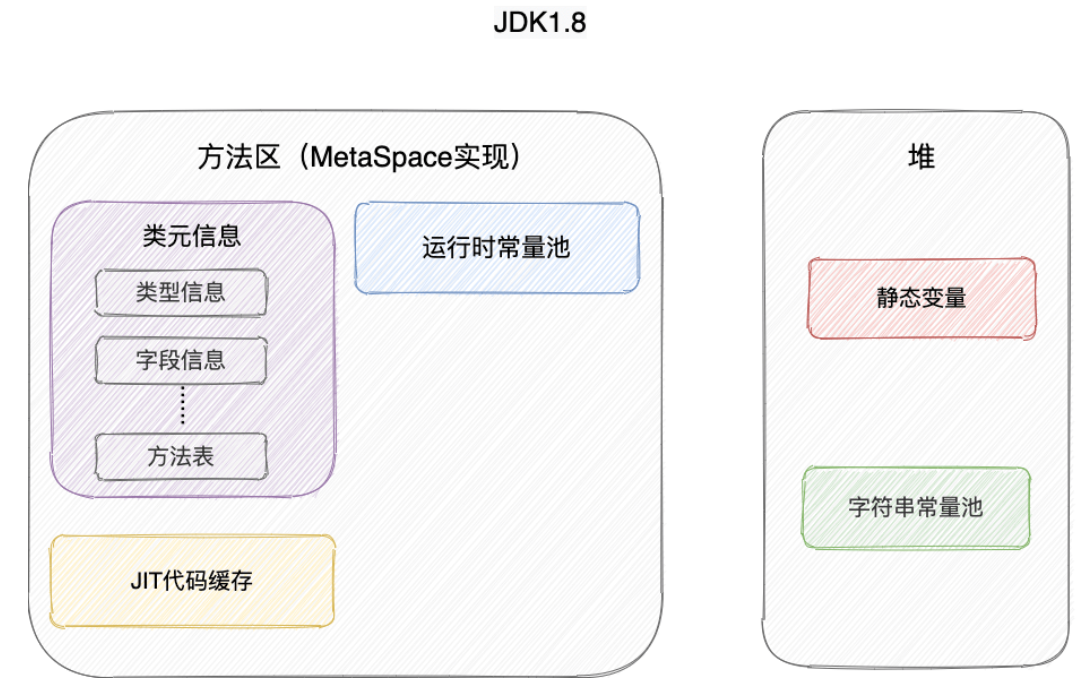 JDK1.8
方法区（MetaSpace实现）
类元信息
类型信息
字段信息
方法表
JIT代码缓存
运行时常量池
堆
静态变量
字符串常量池